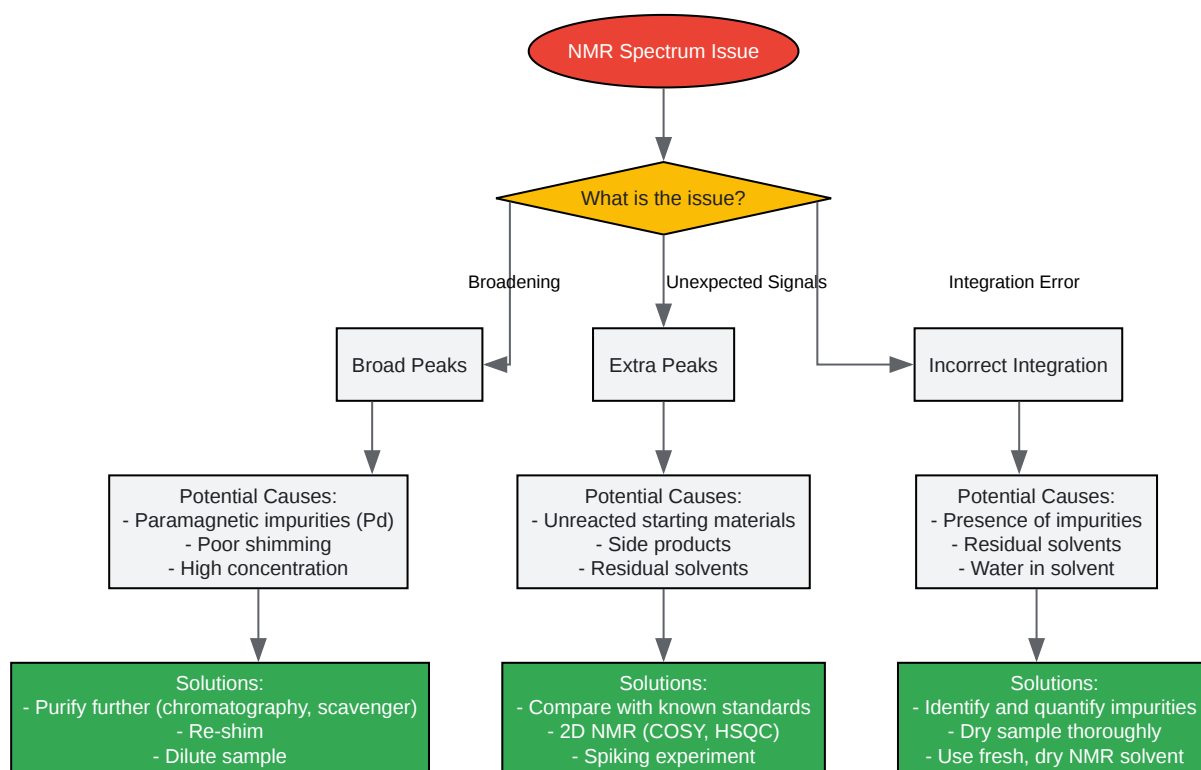 NMR Spectrum Issue
What is the issue?
Broadening
Unexpected Signals
Integration Error
Broad Peaks
Extra Peaks
Incorrect Integration
Potential Causes:
- Paramagnetic impurities (Pd)
- Poor shimming
- High concentration
Potential Causes:
- Unreacted starting materials
- Side products
- Residual solvents
Potential Causes:
- Presence of impurities
- Residual solvents
- Water in solvent
Solutions:
- Purify further (chromatography, scavenger)
- Re-shim
- Dilute sample
Solutions:
- Compare with known standards
- 2D NMR (COSY, HSQC)
- Spiking experiment
Solutions:
- Identify and quantify impurities
- Dry sample thoroughly
- Use fresh, dry NMR solvent